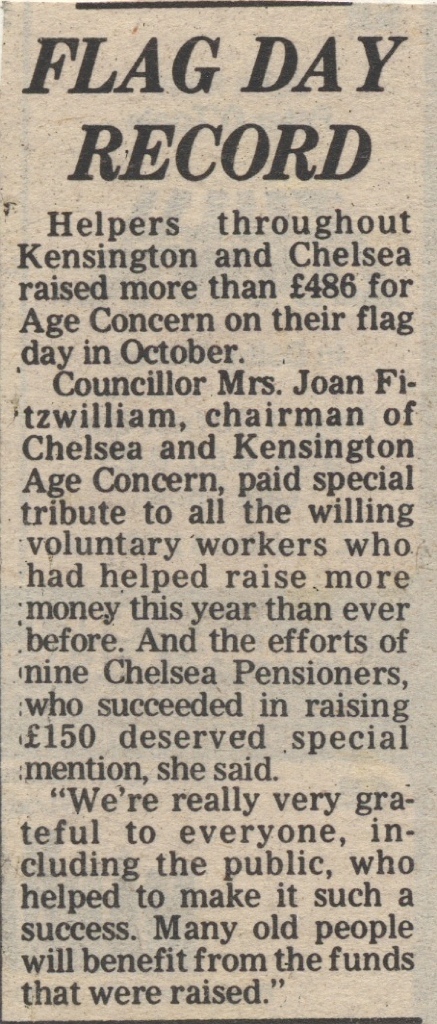 FLAG DAY
RECORD
Helpers throughout
Kensington and Chelsea
raised more than £486 for
Age Concern on their flag
day in October.
Councillor Mrs. Joan Fi-
tzwilliam, chairman of
Chelsea and Kensington
Age Concern, paid special
tribute to all the willing
voluntary workers who
had helped raise more
money this year than ever
before. And the efforts of
nine Chelsea Pensioners,
who succeeded in raising
£150 deserved special
mention, she said.
"We're really very gra-
teful to everyone, in-
cluding the public, who
helped to make it such a
success. Many old people
will benefit from the funds
that were raised."